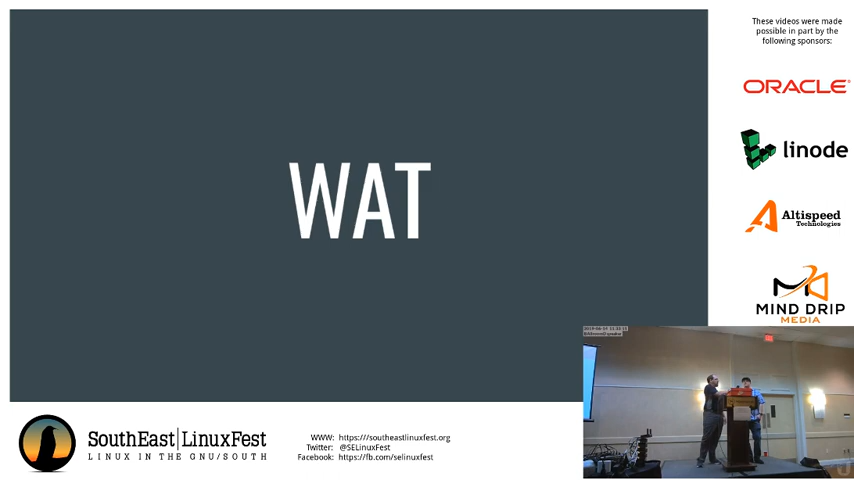 WAT
These videos were made
possible in part by the
following sponsors:
ORACLE
linode
Altispeed
Technologies
MIND DRIP
MEDIA
SouthEast LinuxFest
LINUX IN THE GNU/SOUTH
WWW: https:///southeastlinuxfest.org
Twitter: @SELinuxFest
Facebook: https://fb.com/selinuxfest